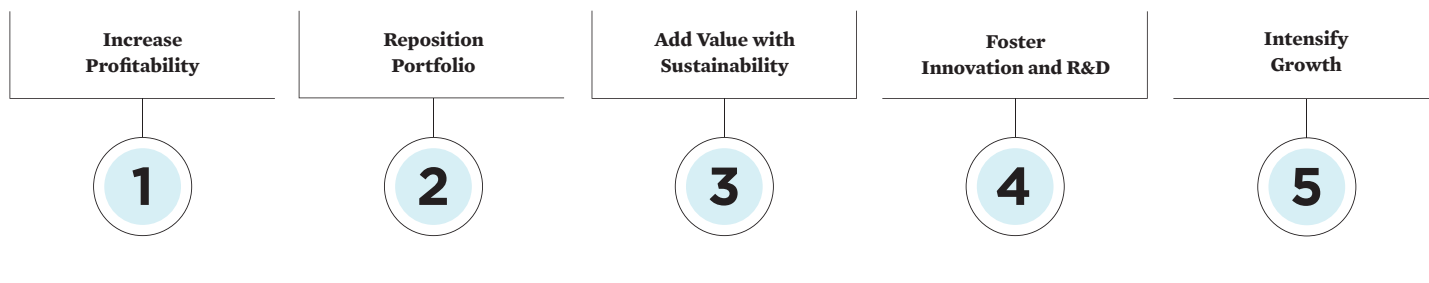 Increase
Profitability
1
Reposition
Portfolio
2
Add Value with
Sustainability
3
Foster
Innovation and R&D
4
Intensify
Growth
5